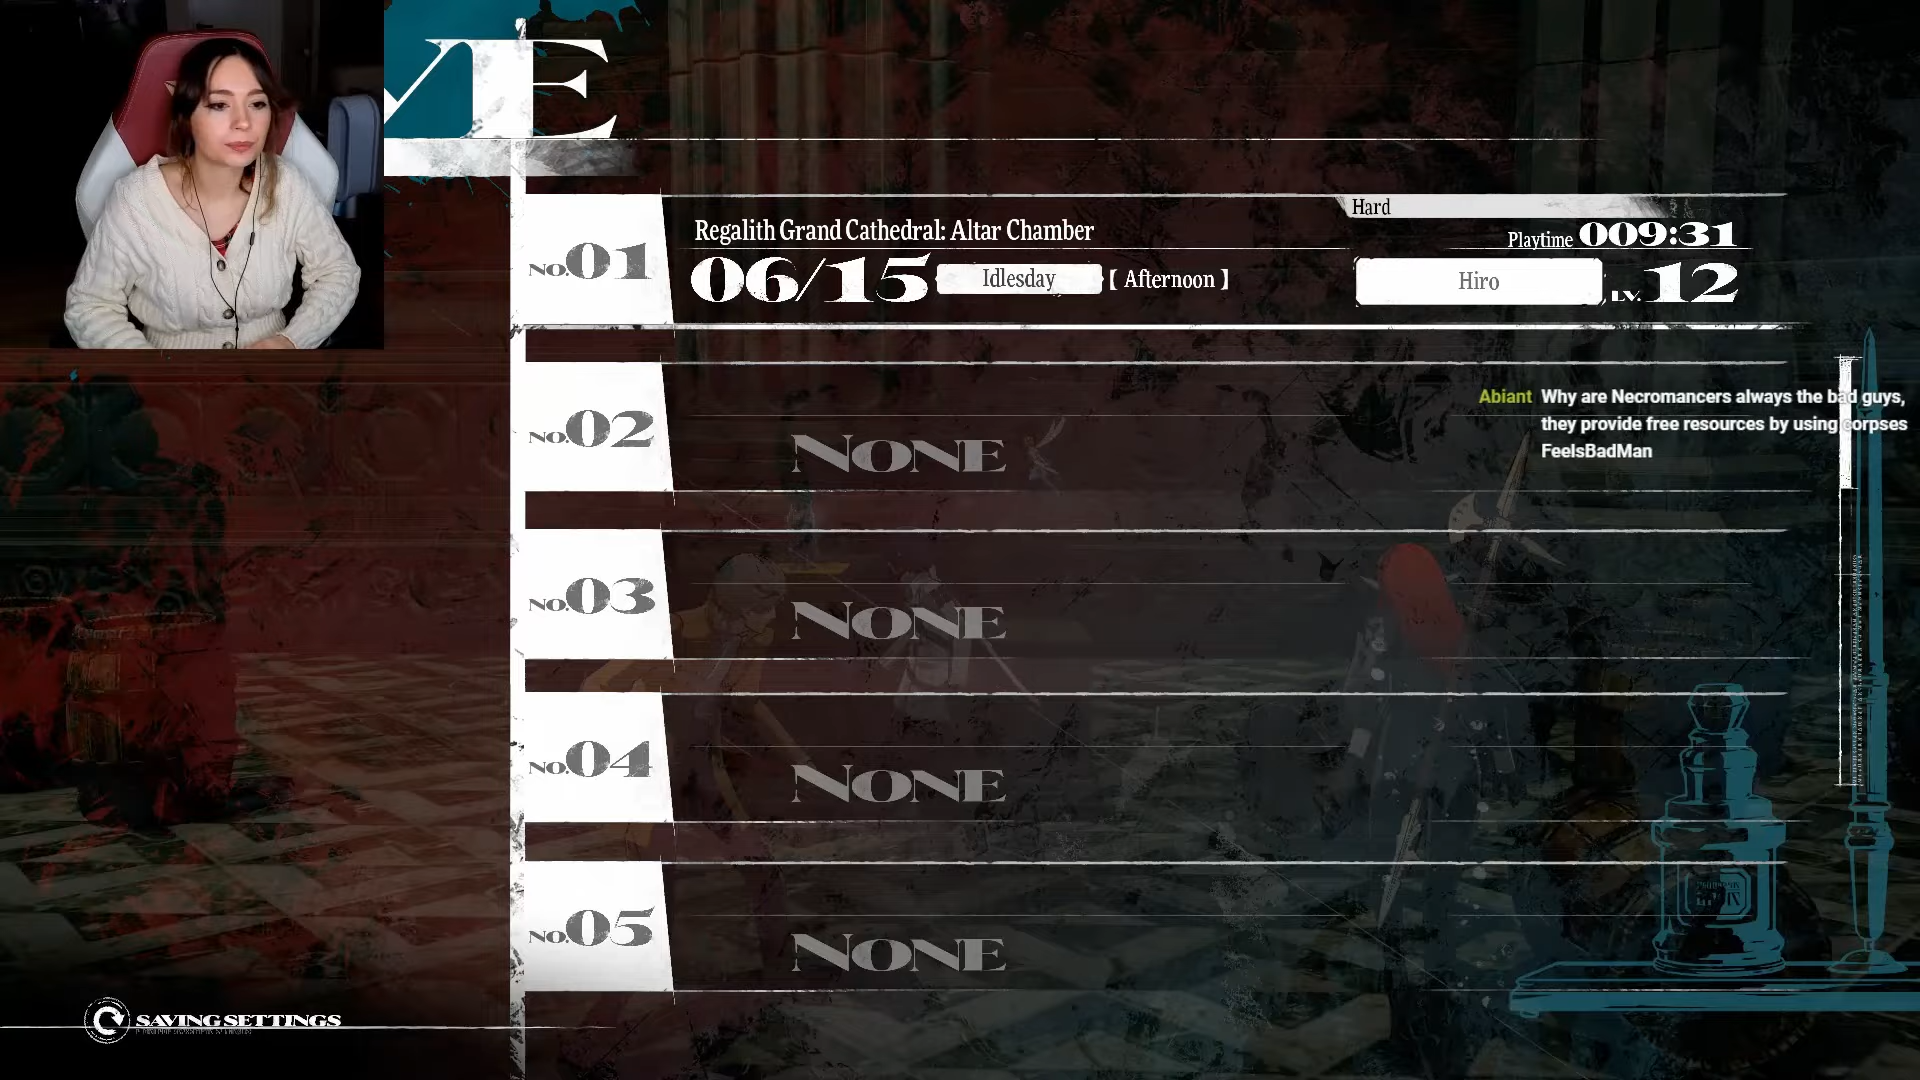 VE
NO.01
Regalith Grand Cathedral: Altar Chamber
Hard
Playtime 009:31
06/15 Idlesday 【 Afternoon 】
Hiro LV. 12
Abiant Why are Necromancers always the bad guys,
they provide free resources by using corpses
FeelsBadMan
NO.02 NONE
NO.03 NONE
NO.04 NONE
NO.05 NONE
SAVING SETTINGS